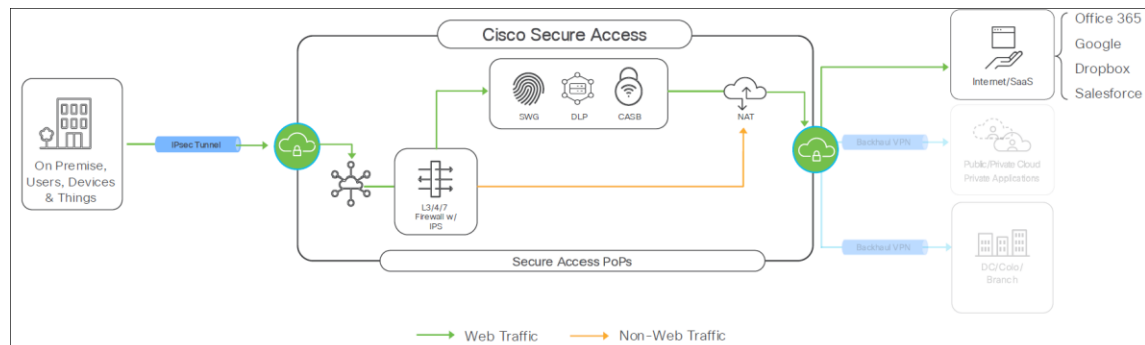 Cisco Secure Access
Office 365
Google
Dropbox
Salesforce
Internet/SaaS
SWG
DLP
CASB
NAT
IPsec Tunnel
On Premise,
Users, Devices
& Things
L3/4/7
Firewall w/
IPS
Backhaul VPN
Public/Private Cloud
Private Applications
Backhaul VPN
DC/Colo/
Branch
Secure Access PoPs
Web Traffic
Non-Web Traffic